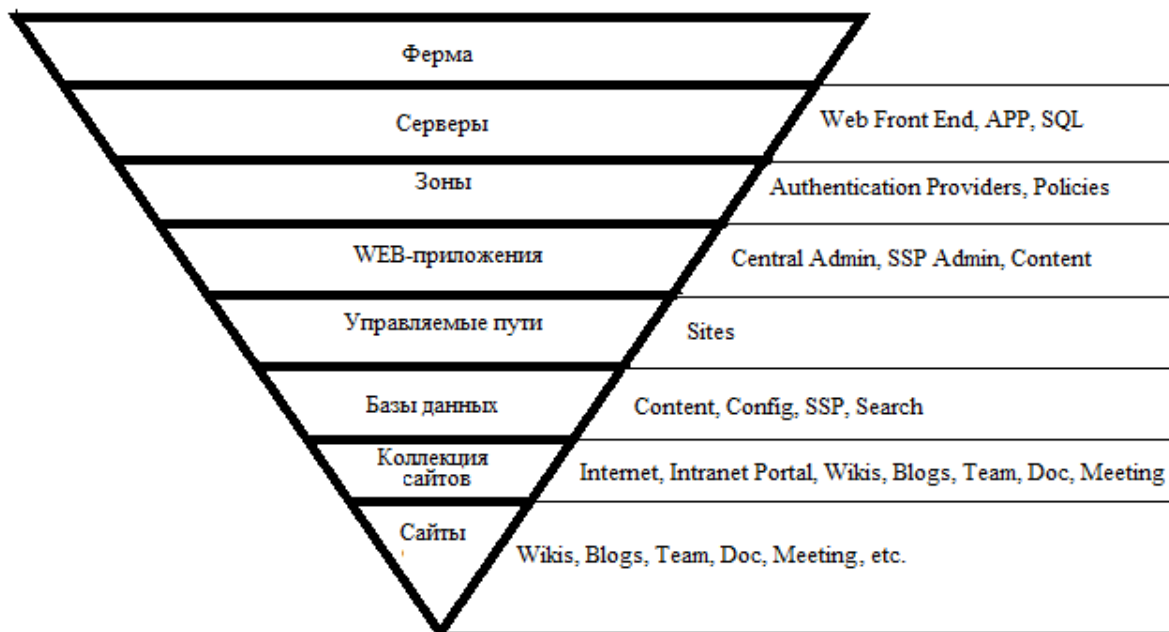 Ферма
Серверы
Web Front End, APP, SQL
Зоны
Authentication Providers, Policies
WEB-приложения
Central Admin, SSP Admin, Content
Управляемые пути
Sites
Базы данных
Content, Config, SSP, Search
Коллекция
сайтов
Internet, Intranet Portal, Wikis, Blogs, Team, Doc, Meeting
Сайты
Wikis, Blogs, Team, Doc, Meeting, etc.